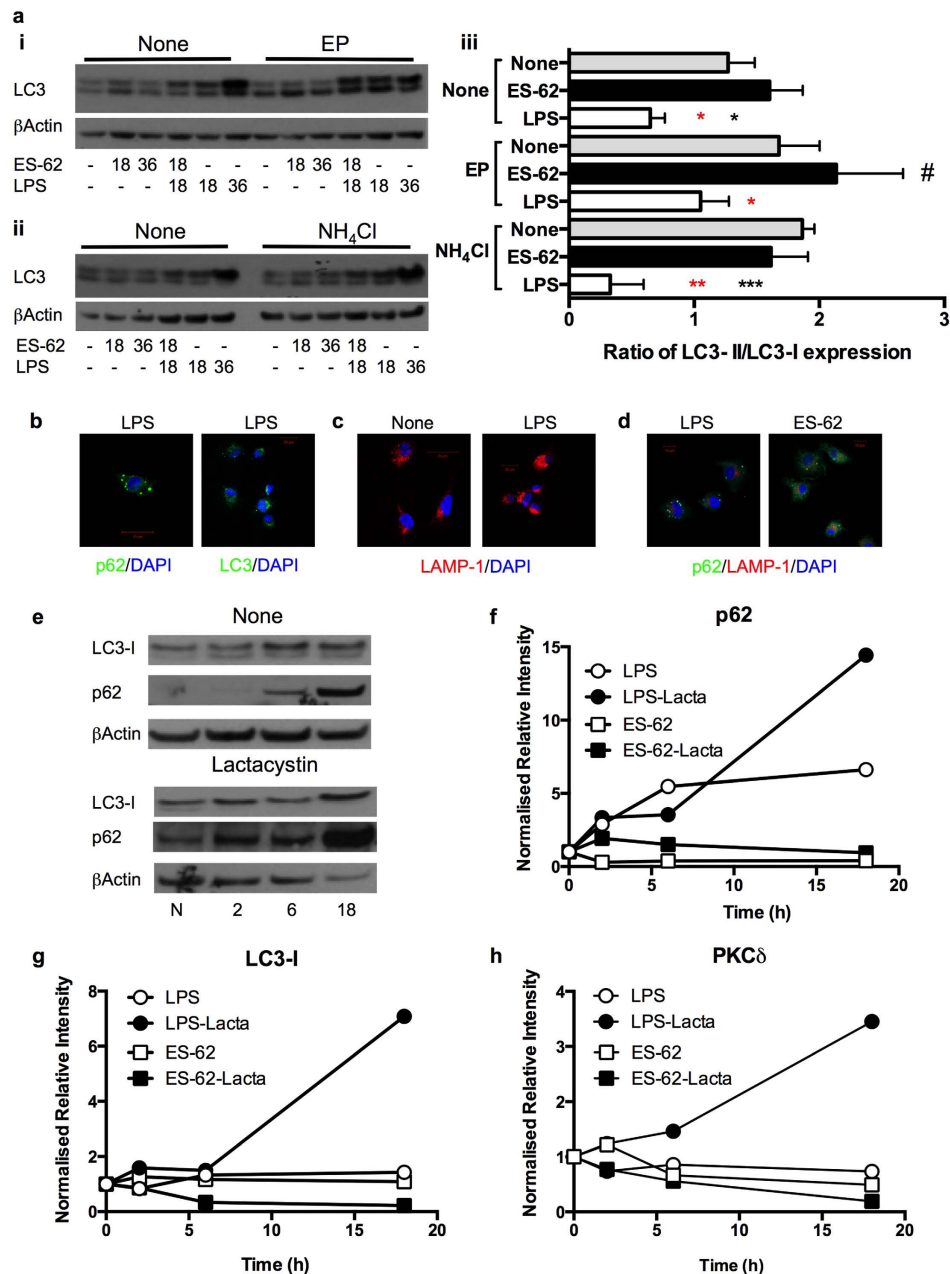 a
i
None
EP
LC3
βActin
ES-62 - 18 36 18 - -
LPS - - - 18 18 36
- 18 36 18 - -
- - - 18 18 36
ii
None
NH4Cl
LC3
βActin
ES-62 - 18 36 18 - -
LPS - - - 18 18 36
- 18 36 18 - -
- - - 18 18 36
iii
None
None
ES-62
LPS
* *
EP
None
ES-62
#
LPS
*
NH4Cl
None
ES-62
LPS
** ***
0 1 2 3
Ratio of LC3- II/LC3-I expression
b
LPS
LPS
p62/DAPI
LC3/DAPI
c
None
LPS
LAMP-1/DAPI
d
LPS
ES-62
p62/LAMP-1/DAPI
e
None
LC3-I
p62
βActin
Lactacystin
LC3-I
p62
βActin
N 2 6 18
f
p62
Normalised Relative Intensity
15
10
5
0
LPS
LPS-Lacta
ES-62
ES-62-Lacta
0 5 10 15 20
Time (h)
g
LC3-I
Normalised Relative Intensity
8
6
4
2
0
LPS
LPS-Lacta
ES-62
ES-62-Lacta
0 5 10 15 20
Time (h)
h
PKCδ
Normalised Relative Intensity
4
3
2
1
0
LPS
LPS-Lacta
ES-62
ES-62-Lacta
0 5 10 15 20
Time (h)